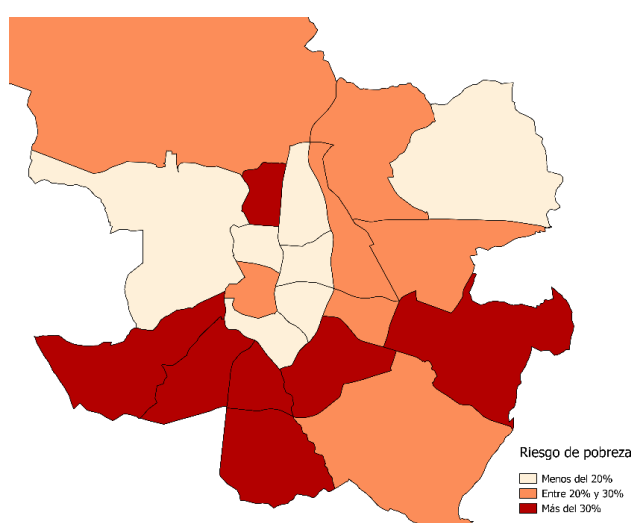 Riesgo de pobreza
Menos del 20%
Entre 20% y 30%
Más del 30%